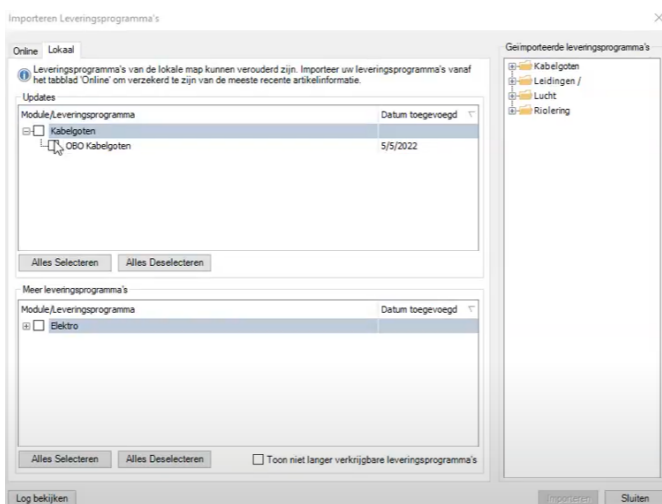 Importeren Leveringsprogramma's
Online
Lokaal
Leveringsprogramma's van de lokale map kunnen verouderd zijn. Importeer uw leveringsprogramma's vanaf
het tabblad 'Online' om verzekerd te zijn van de meeste recente artikelinformatie.
Updates
Module/Leveringsprogramma
Datum toegevoegd
Kabelgoten
OBO Kabelgoten
5/5/2022
Alles Selecteren
Alles Deselecteren
Meer leveringsprogramma's
Module/Leveringsprogramma
Datum toegevoegd
Elektro
Alles Selecteren
Alles Deselecteren
Toon niet langer verkrijgbare leveringsprogramma's
Geïmporteerde leveringsprogramma's
Kabelgoten
Leidingen /
Lucht
Riolering
Log bekijken
Importeren
Sluiten